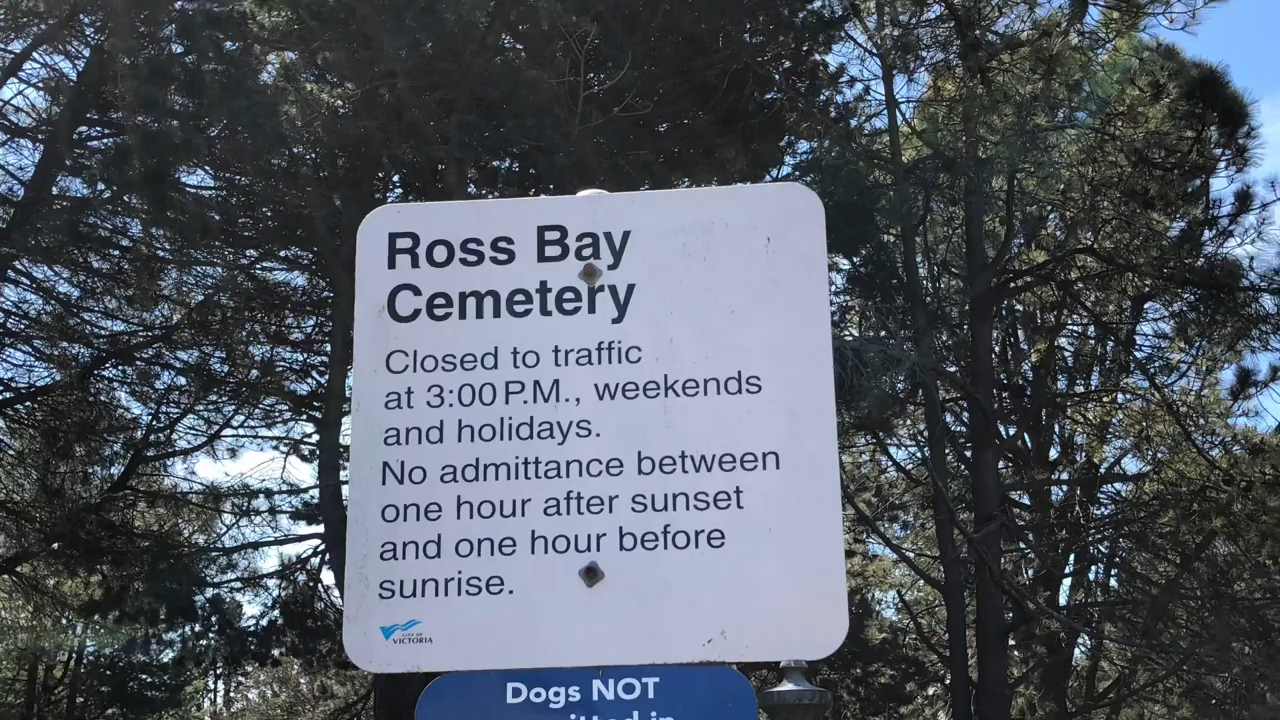 Ross Bay
Cemetery
Closed to traffic
at 3:00 P.M., weekends
and holidays.
No admittance between
one hour after sunset
and one hour before
sunrise.
CITY OF
VICTORIA
Dogs NOT
in